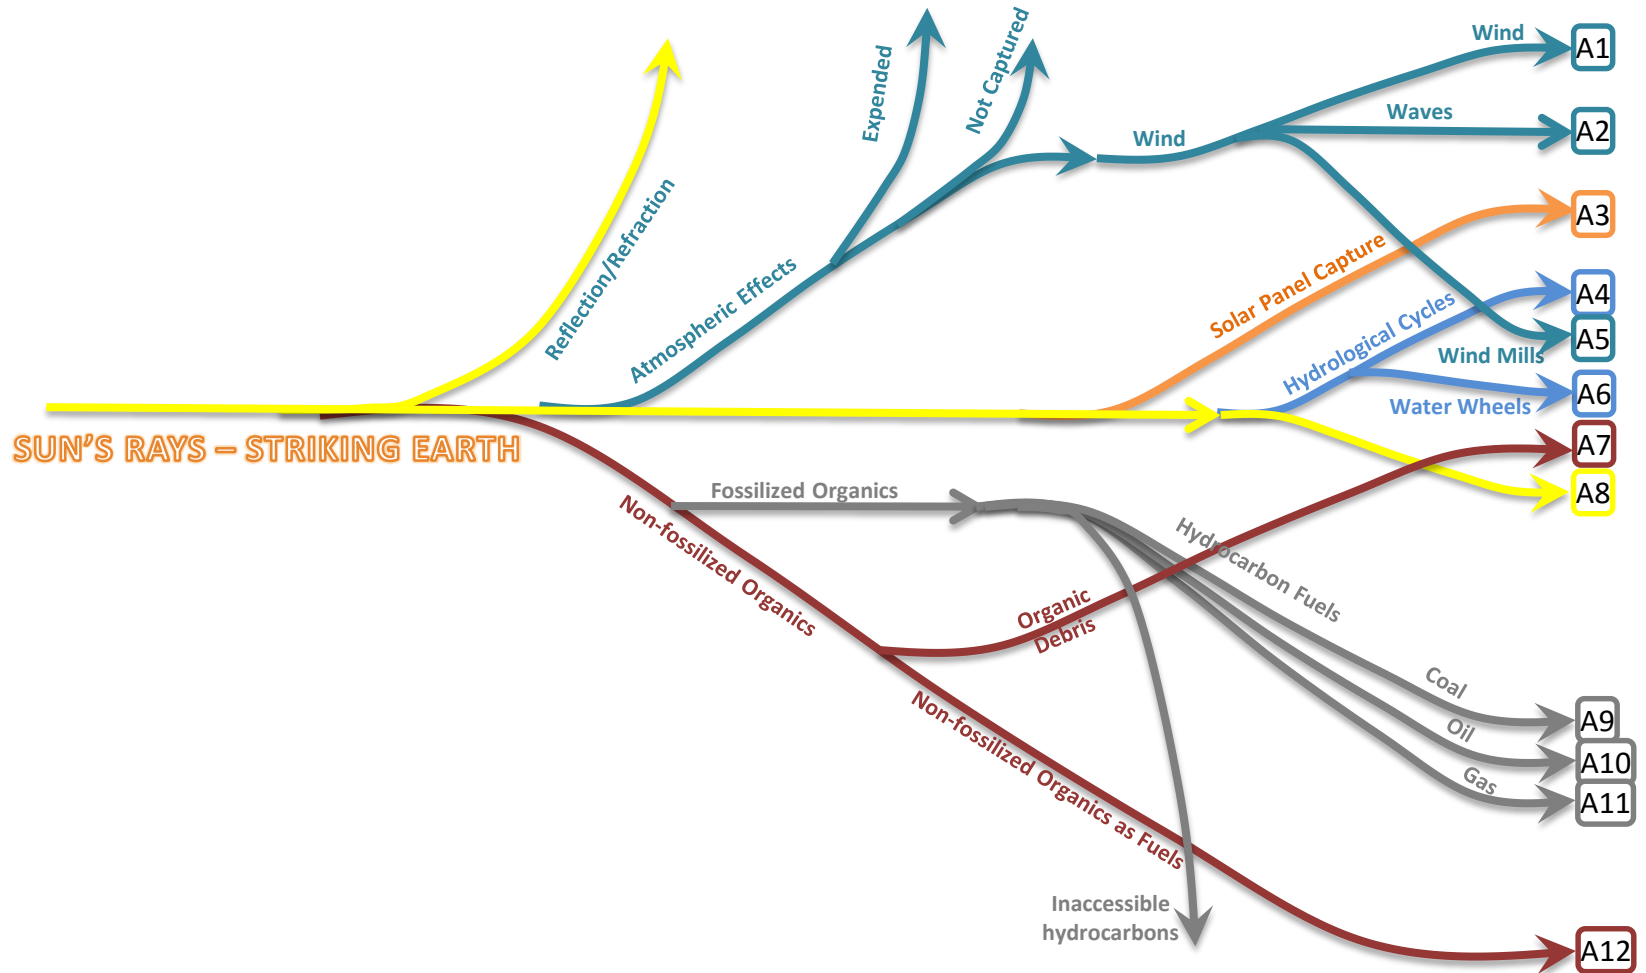 Wind
A1
Expended
Not Captured
Waves
A2
Wind
Reflection/Refraction
A3
Solar Panel Capture
Atmospheric Effects
A4
Hydrological Cycles
A5
Wind Mills
A6
Water Wheels
SUN'S RAYS – STRIKING EARTH
A7
A8
Fossilized Organics
Non-fossilized Organics
Hydrocarbon Fuels
Organic
Debris
Coal
A9
Oil
A10
Gas
A11
Non-fossilized Organics as Fuels
Inaccessible
hydrocarbons
A12